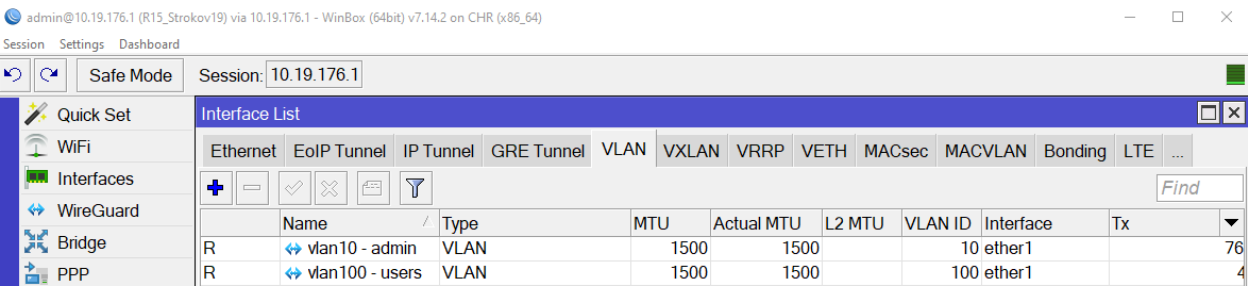 admin@10.19.176.1 (R15_Strokov19) via 10.19.176.1 - WinBox (64bit) v7.14.2 on CHR (x86_64)
Session Settings Dashboard
Safe Mode Session: 10.19.176.1
Quick Set
WiFi
Interfaces
WireGuard
Bridge
PPP
Interface List
Ethernet EoIP Tunnel IP Tunnel GRE Tunnel VLAN VXLAN VRRP VETH MACsec MACVLAN Bonding LTE ...
Find
Name Type MTU Actual MTU L2 MTU VLAN ID Interface Tx
R vlan10 - admin VLAN 1500 1500 10 ether1 76
R vlan100 - users VLAN 1500 1500 100 ether1